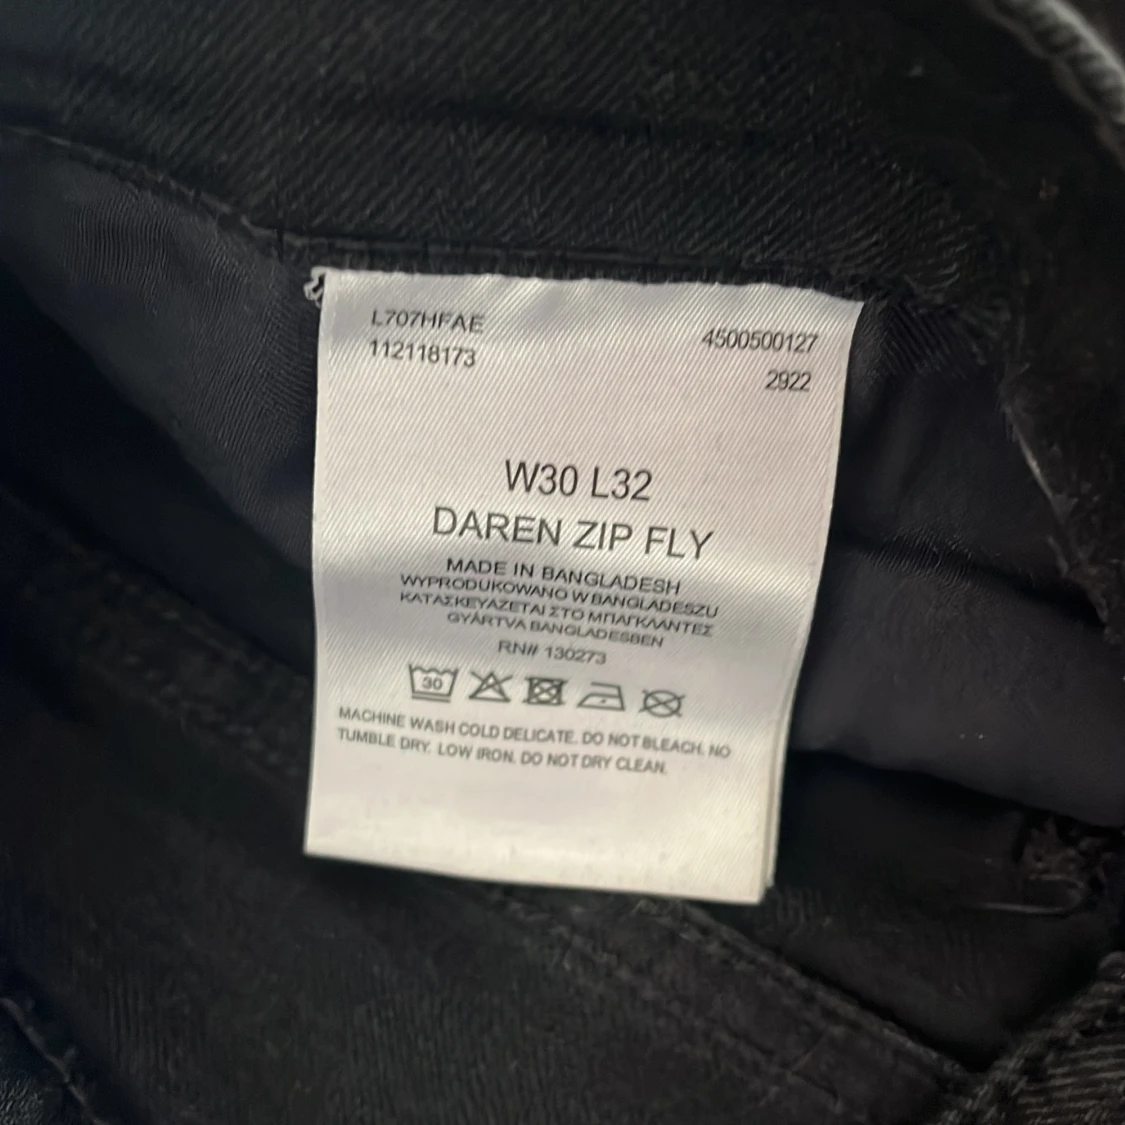 L707HFAE
112118173
4500500127
2922
W30 L32
DAREN ZIP FLY
MADE IN BANGLADESH
WYPRODUKOWANO W BANGLADESZU
ΚΑΤΑΣΚΕΥΑΖΕΤΑΙ ΣΤΟ ΜΠΑΓΚΛΑΝΤΕΣ
GYÁRTVA BANGLADESBEN
RN# 130273
30
MACHINE WASH COLD DELICATE. DO NOT BLEACH. NO
TUMBLE DRY. LOW IRON. DO NOT DRY CLEAN.